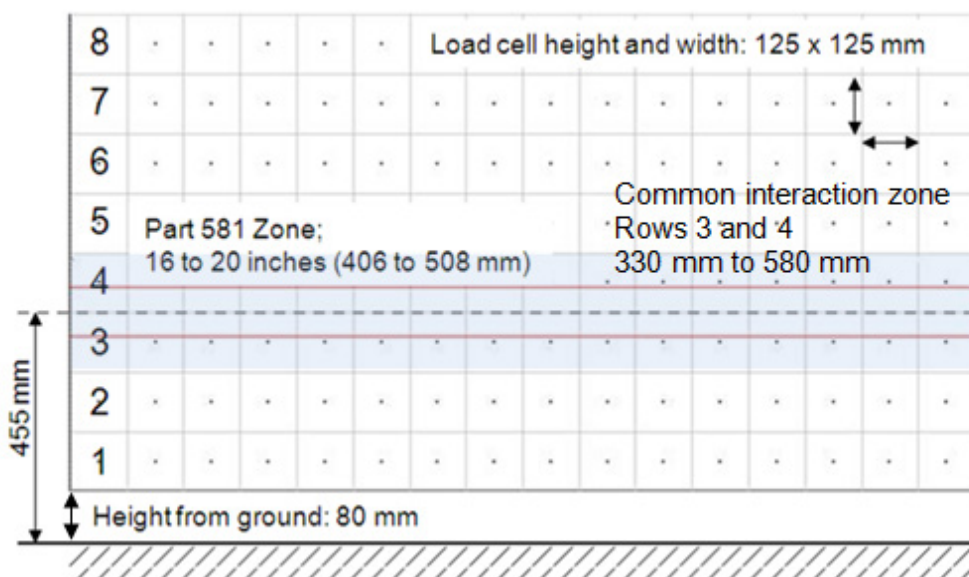 8
Load cell height and width: 125 x 125 mm
7
6
Common interaction zone
5
Part 581 Zone;
Rows 3 and 4
16 to 20 inches (406 to 508 mm)
330 mm to 580 mm
4
3
455 mm
2
1
Height from ground: 80 mm